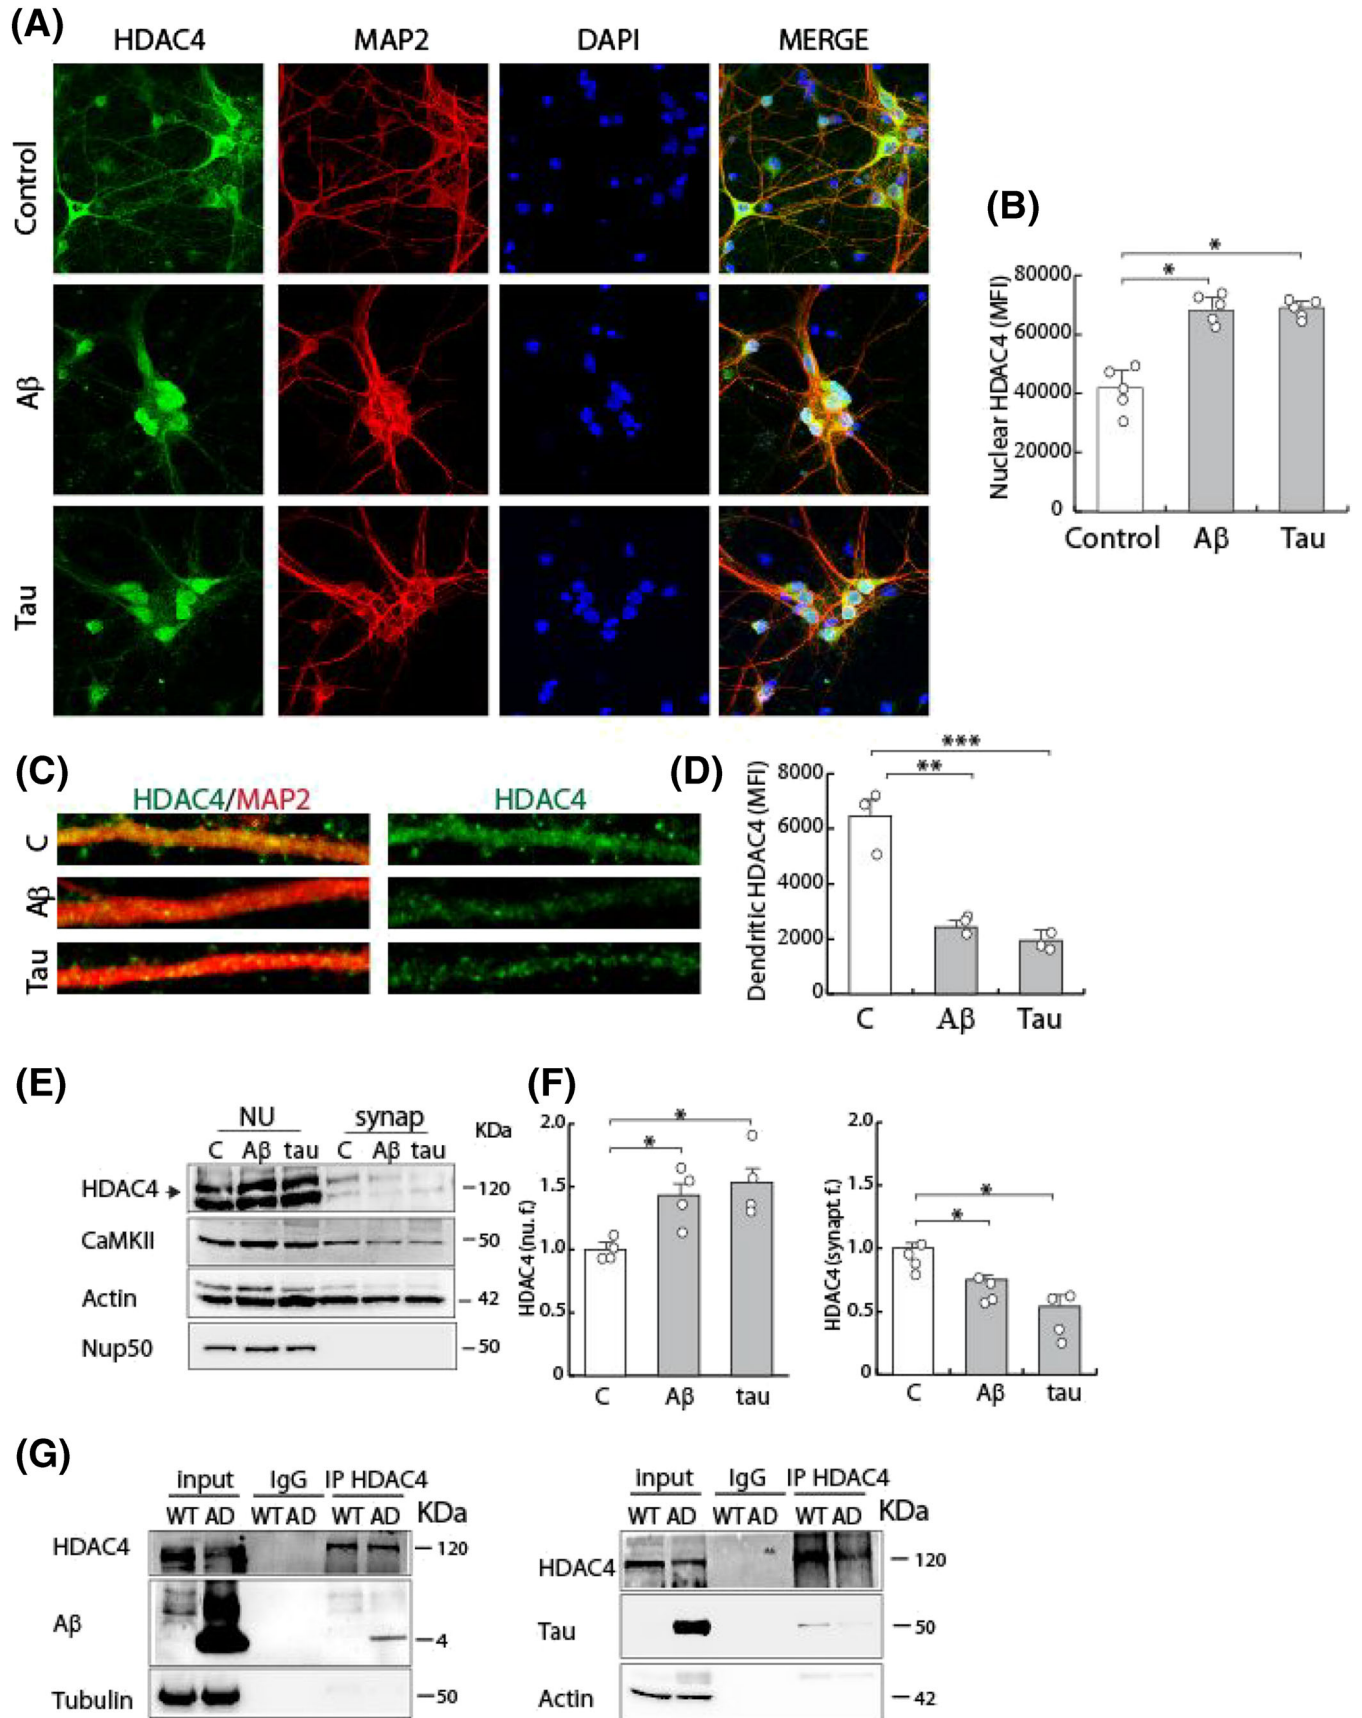 (A)
HDAC4 MAP2 DAPI MERGE
Control
Aβ
Tau
(B)
Nuclear HDAC4 (MFI)
80000
60000
40000
20000
0
* *
Control Aβ Tau
(C)
HDAC4/MAP2 HDAC4
C
Aβ
Tau
(D)
Dendritic HDAC4 (MFI)
8000
6000
4000
2000
0
***
**
C Aβ Tau
(E)
NU synap
C Aβ tau C Aβ tau KDa
HDAC4 –120
CaMKII –50
Actin – 42
Nup50 –50
(F)
HDAC4 (nu. f.)
2.0
1.5
1.0
0.5
0
*
*
C Aβ tau
HDAC4 (synapt. f.)
2.0
1.5
1.0
0.5
0
*
*
C Aβ tau
(G)
input IgG IP HDAC4
WT AD WT AD WT AD KDa
HDAC4 – 120
Aβ –4
Tubulin –50
input IgG IP HDAC4
WT AD WT AD WT AD KDa
HDAC4 – 120
Tau – 50
Actin – 42